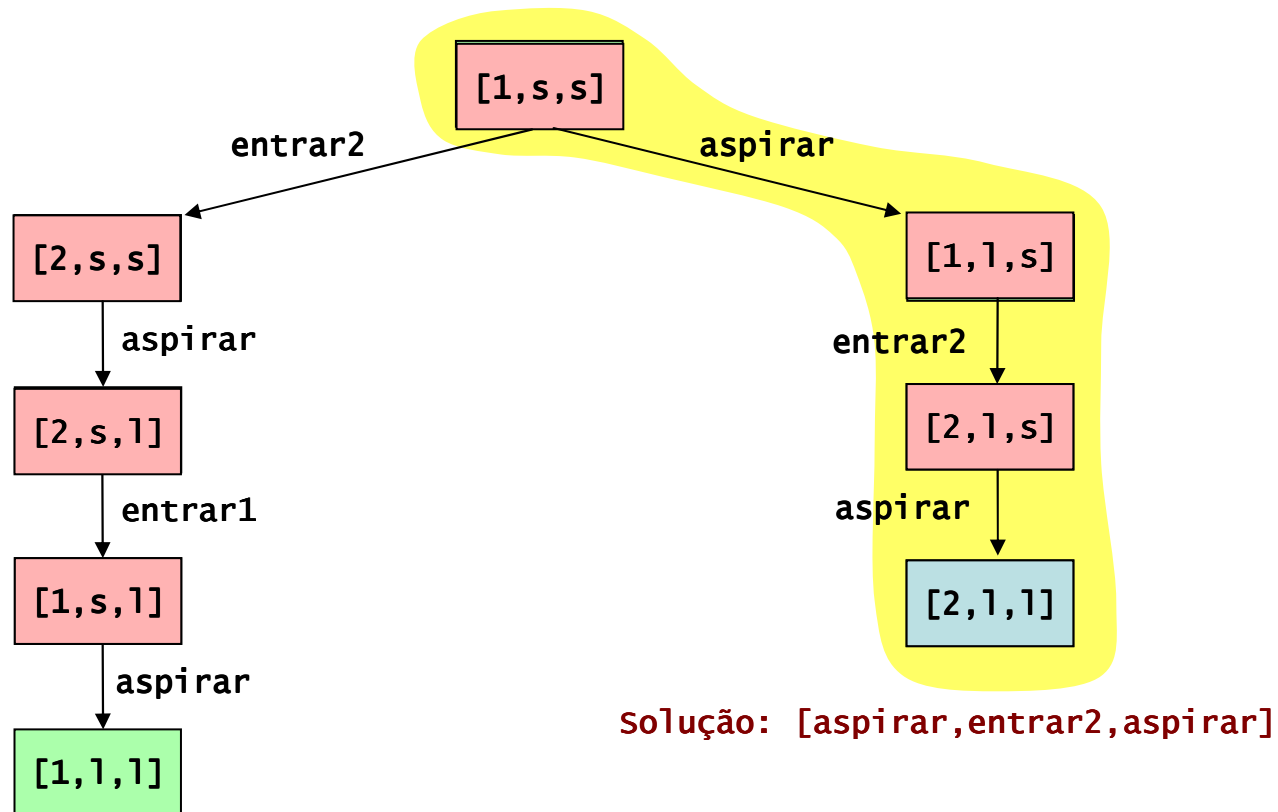 [1,s,s]
entrar2
aspirar
[2,s,s]
[1,l,s]
aspirar
entrar2
[2,s,l]
[2,l,s]
entrar1
aspirar
[1,s,l]
[2,l,l]
aspirar
Solução: [aspirar,entrar2,aspirar]
[1,l,l]